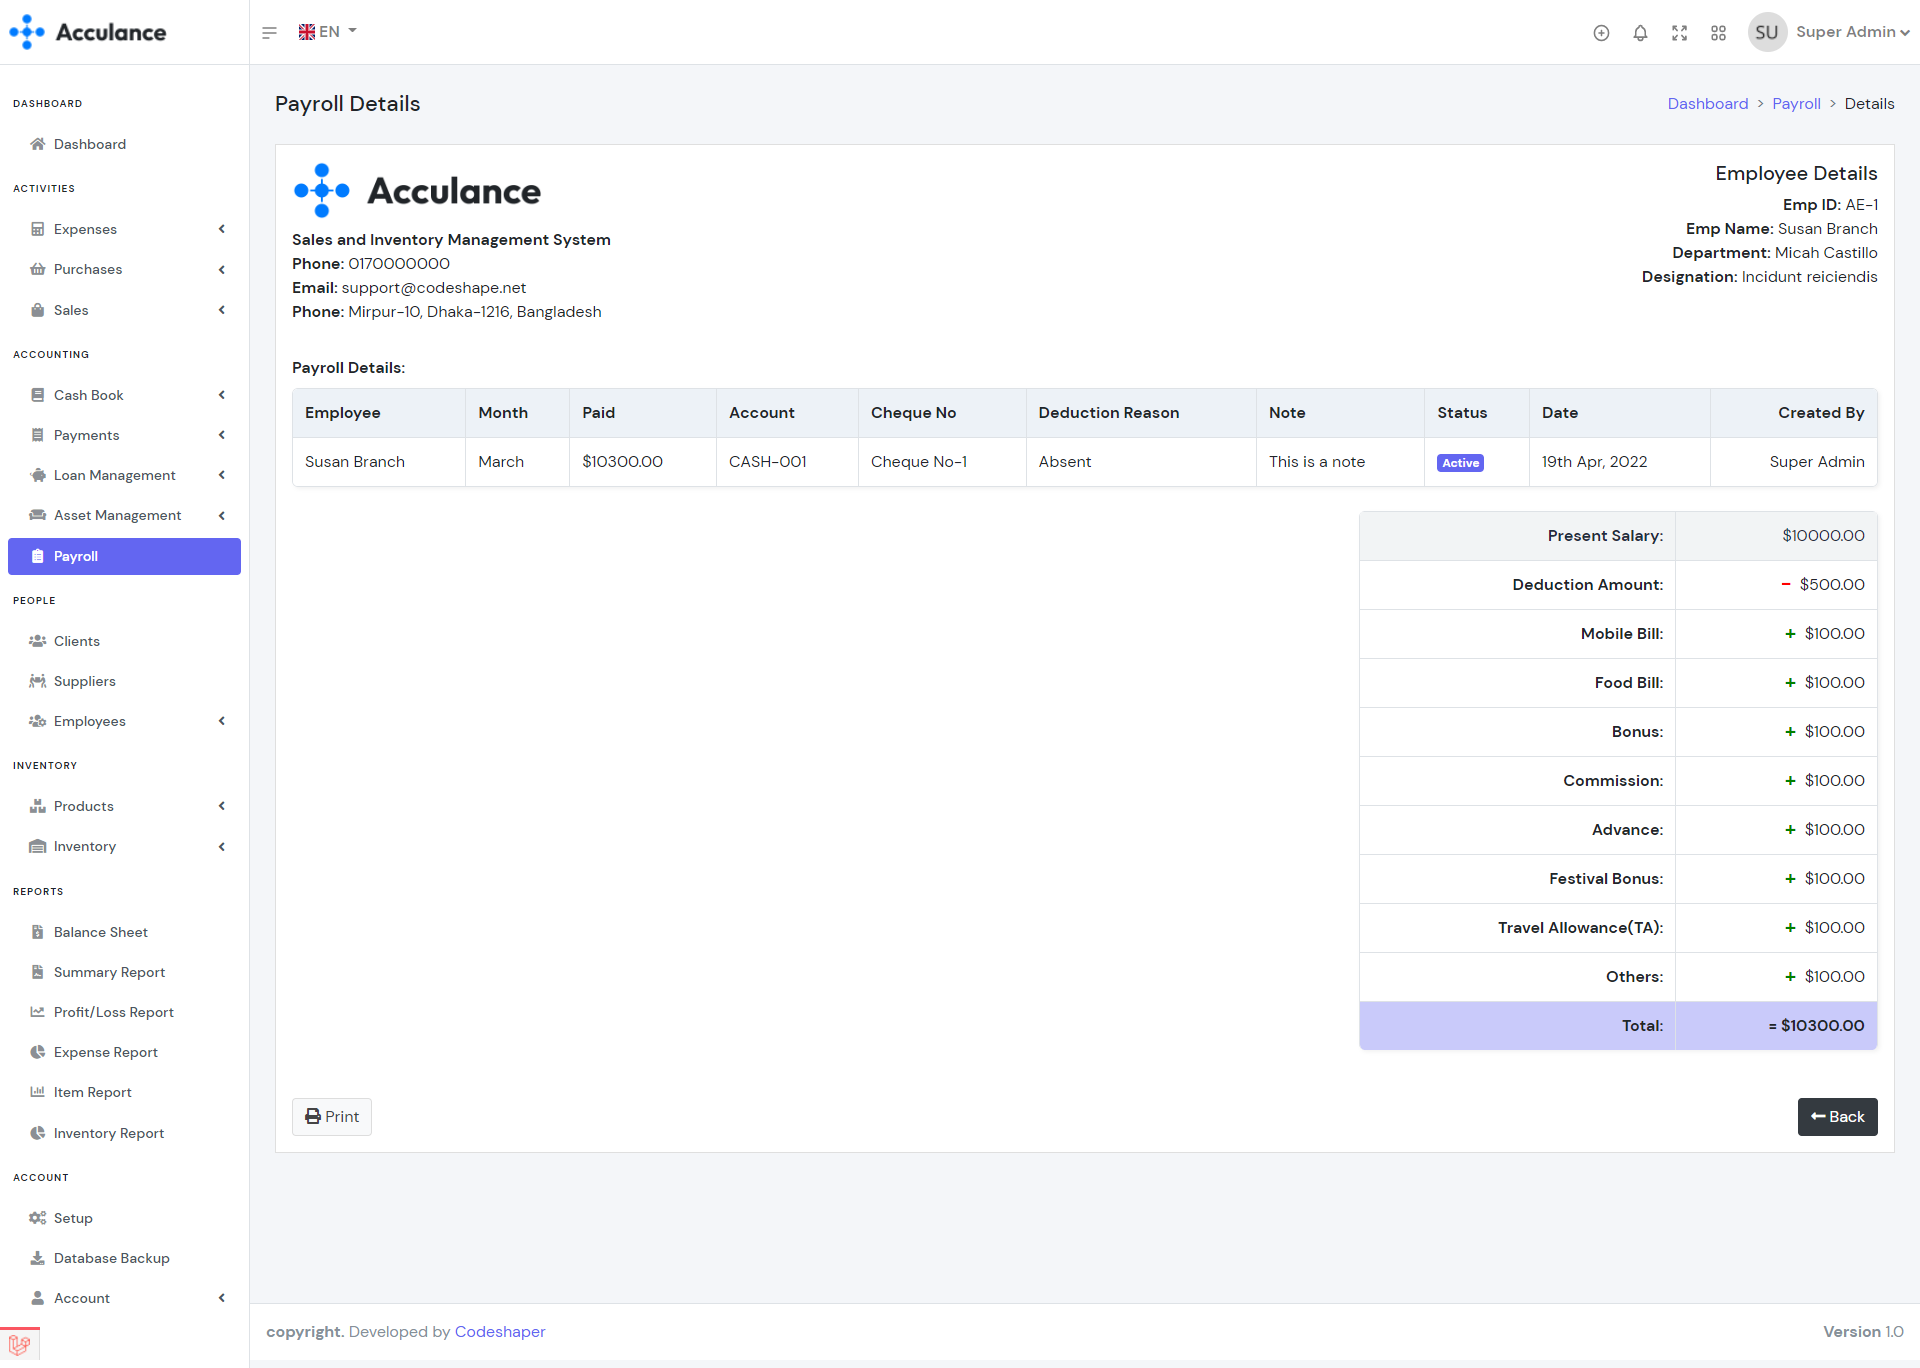 Acculance
EN
SU Super Admin
DASHBOARD
Dashboard
ACTIVITIES
Expenses
Purchases
Sales
ACCOUNTING
Cash Book
Payments
Loan Management
Asset Management
Payroll
PEOPLE
Clients
Suppliers
Employees
INVENTORY
Products
Inventory
REPORTS
Balance Sheet
Summary Report
Profit/Loss Report
Expense Report
Item Report
Inventory Report
ACCOUNT
Setup
Database Backup
Account
Payroll Details
Dashboard > Payroll > Details
Acculance
Sales and Inventory Management System
Phone: 0170000000
Email: support@codeshape.net
Phone: Mirpur-10, Dhaka-1216, Bangladesh
Employee Details
Emp ID: AE-1
Emp Name: Susan Branch
Department: Micah Castillo
Designation: Incidunt reiciendis
Payroll Details:
Employee Month Paid Account Cheque No Deduction Reason Note Status Date Created By
Susan Branch March $10300.00 CASH-001 Cheque No-1 Absent This is a note Active 19th Apr, 2022 Super Admin
Present Salary: $10000.00
Deduction Amount: - $500.00
Mobile Bill: + $100.00
Food Bill: + $100.00
Bonus: + $100.00
Commission: + $100.00
Advance: + $100.00
Festival Bonus: + $100.00
Travel Allowance(TA): + $100.00
Others: + $100.00
Total: = $10300.00
Print
Back
copyright. Developed by Codeshaper
Version 1.0